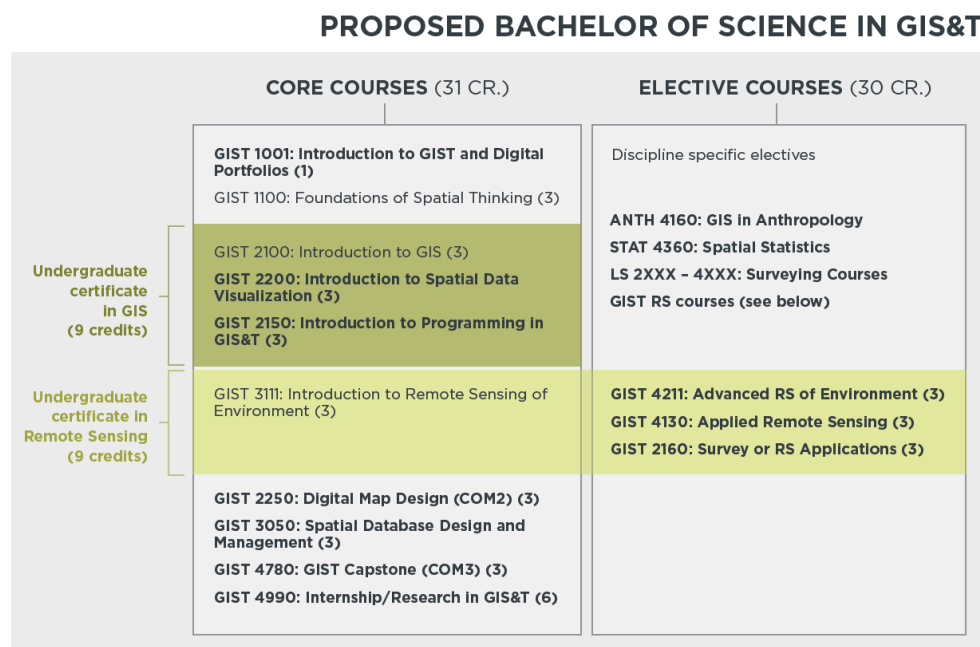 PROPOSED BACHELOR OF SCIENCE IN GIS&T
CORE COURSES (31 CR.)
ELECTIVE COURSES (30 CR.)
GIST 1001: Introduction to GIST and Digital
Portfolios (1)
GIST 1100: Foundations of Spatial Thinking (3)
Discipline specific electives
ANTH 4160: GIS in Anthropology
STAT 4360: Spatial Statistics
LS 2XXX – 4XXX: Surveying Courses
GIST RS courses (see below)
Undergraduate
certificate
in GIS
(9 credits)
GIST 2100: Introduction to GIS (3)
GIST 2200: Introduction to Spatial Data
Visualization (3)
GIST 2150: Introduction to Programming in
GIS&T (3)
Undergraduate
certificate in
Remote Sensing
(9 credits)
GIST 3111: Introduction to Remote Sensing of
Environment (3)
GIST 4211: Advanced RS of Environment (3)
GIST 4130: Applied Remote Sensing (3)
GIST 2160: Survey or RS Applications (3)
GIST 2250: Digital Map Design (COM2) (3)
GIST 3050: Spatial Database Design and
Management (3)
GIST 4780: GIST Capstone (COM3) (3)
GIST 4990: Internship/Research in GIS&T (6)